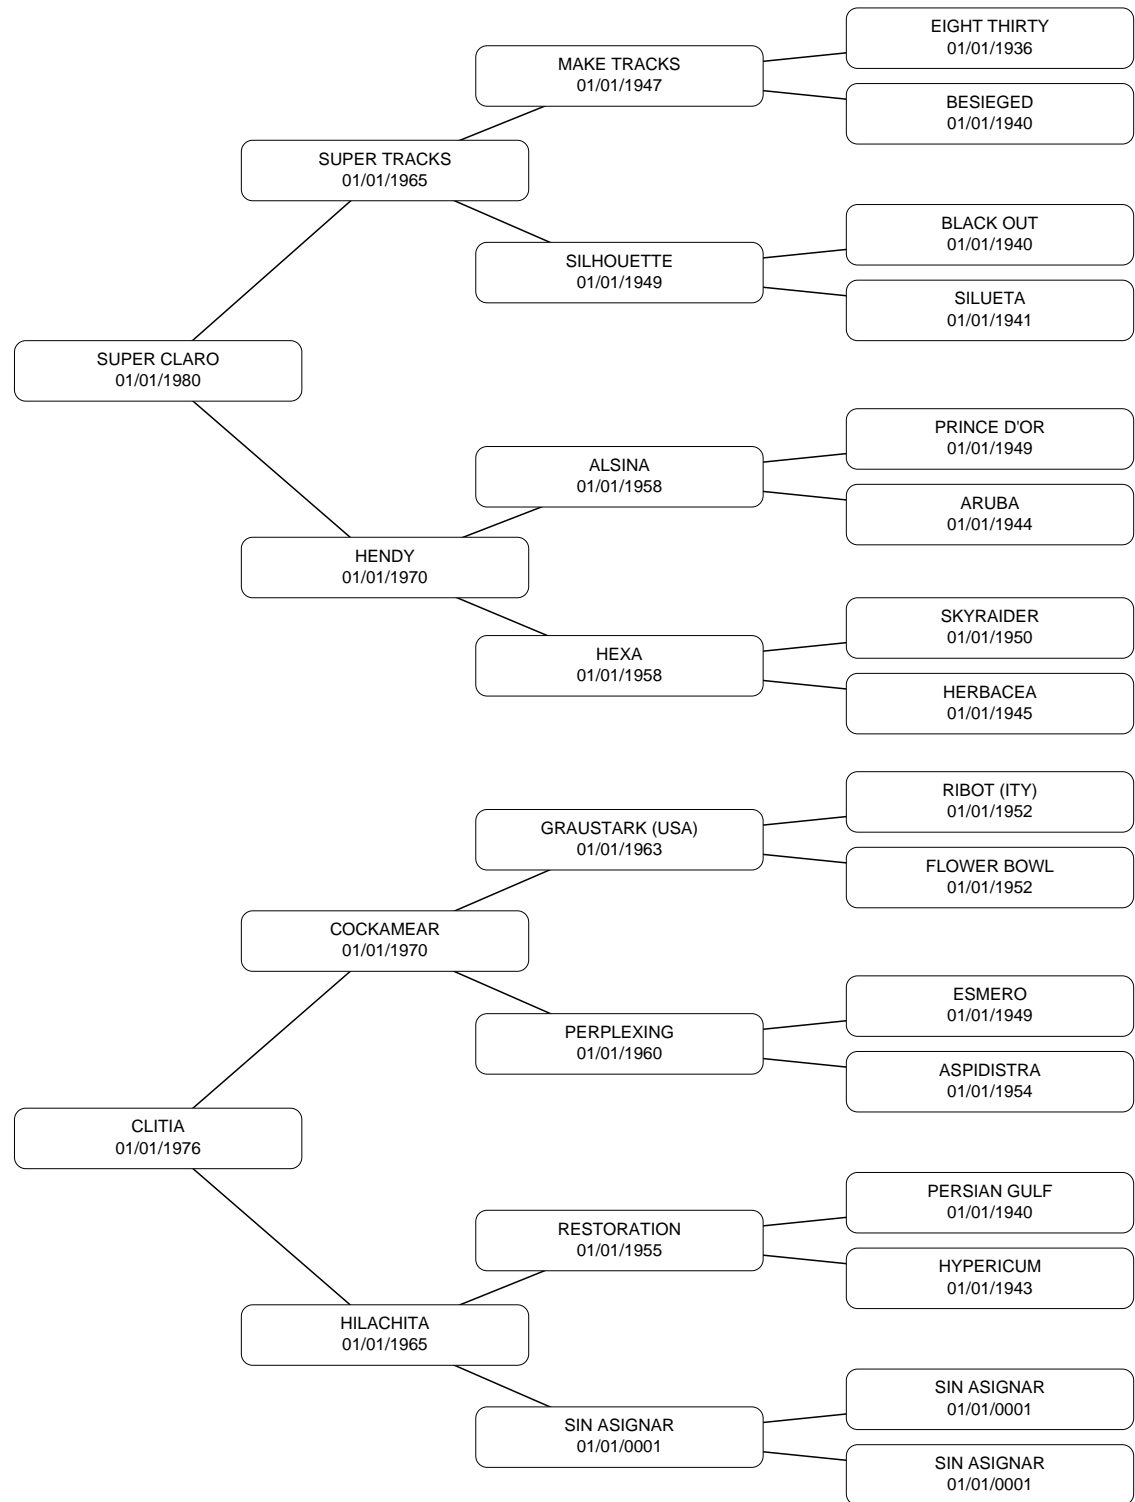 EIGHT THIRTY
01/01/1936
MAKE TRACKS
01/01/1947
BESIEGED
01/01/1940
SUPER TRACKS
01/01/1965
BLACK OUT
01/01/1940
SILHOUETTE
01/01/1949
SILUETA
01/01/1941
SUPER CLARO
01/01/1980
PRINCE D'OR
01/01/1949
ALSINA
01/01/1958
ARUBA
01/01/1944
HENDY
01/01/1970
SKYRAIDER
01/01/1950
HEXA
01/01/1958
HERBACEA
01/01/1945
RIBOT (ITY)
01/01/1952
GRAUSTARK (USA)
01/01/1963
FLOWER BOWL
01/01/1952
COCKAMEAR
01/01/1970
ESMERO
01/01/1949
PERPLEXING
01/01/1960
ASPIDISTRA
01/01/1954
CLITIA
01/01/1976
PERSIAN GULF
01/01/1940
RESTORATION
01/01/1955
HYPERICUM
01/01/1943
HILACHITA
01/01/1965
SIN ASIGNAR
01/01/0001
SIN ASIGNAR
01/01/0001
SIN ASIGNAR
01/01/0001